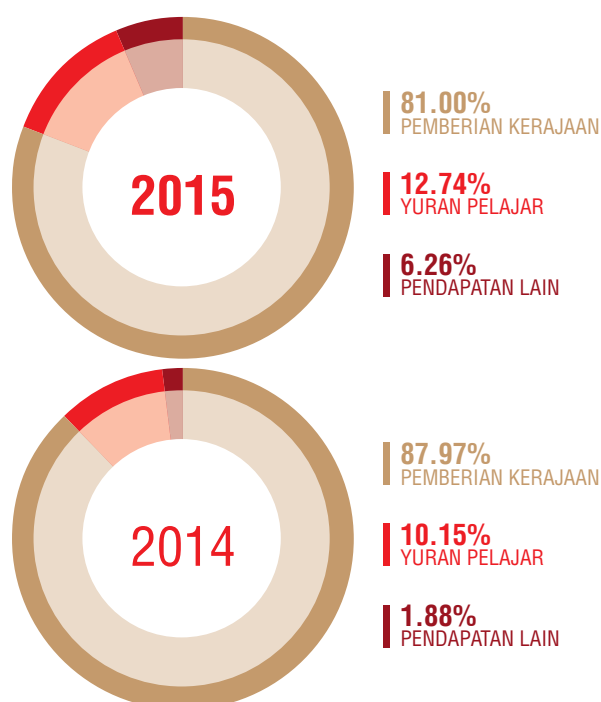 2015
81.00%
PEMBERIAN KERAJAAN
12.74%
YURAN PELAJAR
6.26%
PENDAPATAN LAIN
2014
87.97%
PEMBERIAN KERAJAAN
10.15%
YURAN PELAJAR
1.88%
PENDAPATAN LAIN